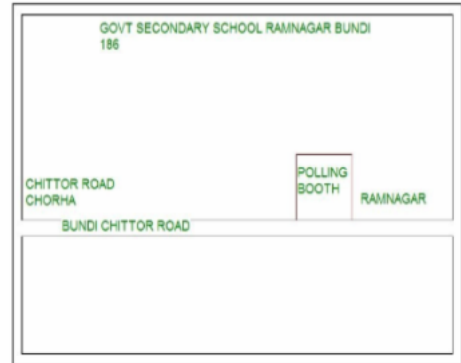 GOVT SECONDARY SCHOOL RAMNAGAR BUNDI
186
POLLING
BOOTH
CHITTOR ROAD
CHORHA
RAMNAGAR
BUNDI CHITTOR ROAD